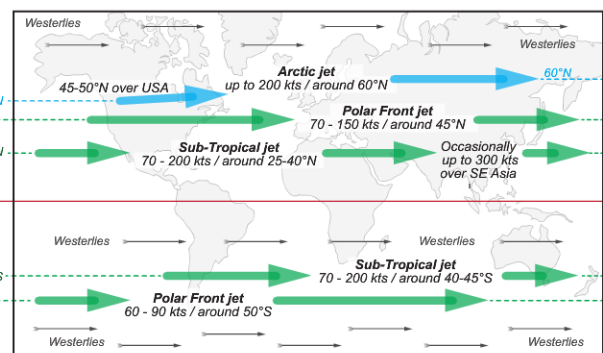 Westerlies
Westerlies
Arctic jet
up to 200 kts / around 60°N
60°N
45-50°N over USA
Polar Front jet
70 - 150 kts / around 45°N
Sub-Tropical jet
70 - 200 kts / around 25-40°N
Occasionally
up to 300 kts
over SE Asia
Westerlies
Westerlies
Sub-Tropical jet
70 - 200 kts / around 40-45°S
Polar Front jet
60 - 90 kts / around 50°S
Westerlies
Westerlies